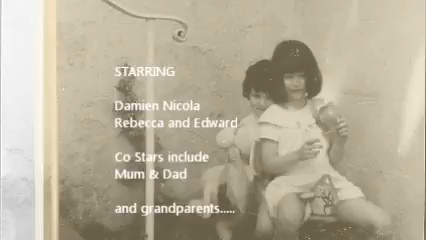 STARRING
Damien Nicola
Rebecca and Edward
Co Stars include
Mum & Dad
and grandparents.....